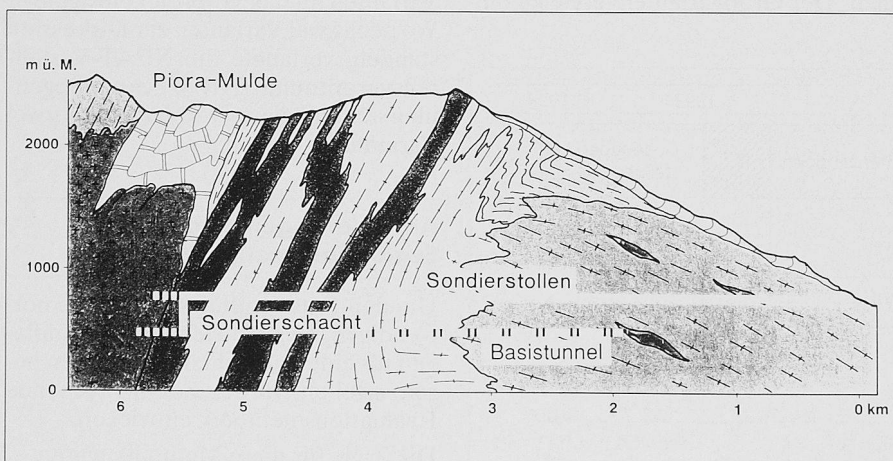 m ü. M.
Piora-Mulde
2000
1000
Sondierstollen
Sondierschacht
Basistunnel
0
6 5 4 3 2 1 0 km